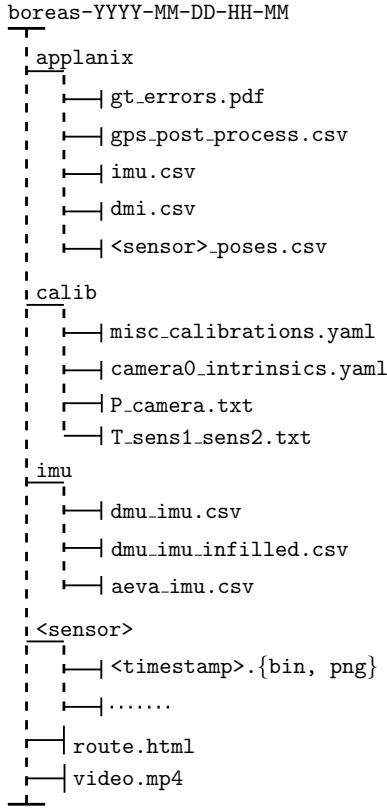 boreas-YYYY-MM-DD-HH-MM
applanix
gt_errors.pdf
gps_post_process.csv
imu.csv
dmi.csv
<sensor>_poses.csv
calib
misc_calibrations.yaml
camera0_intrinsics.yaml
P_camera.txt
T_sens1_sens2.txt
imu
dmu_imu.csv
dmu_imu_infilled.csv
aeva_imu.csv
<sensor>
<timestamp>.{bin, png}
.......
route.html
video.mp4